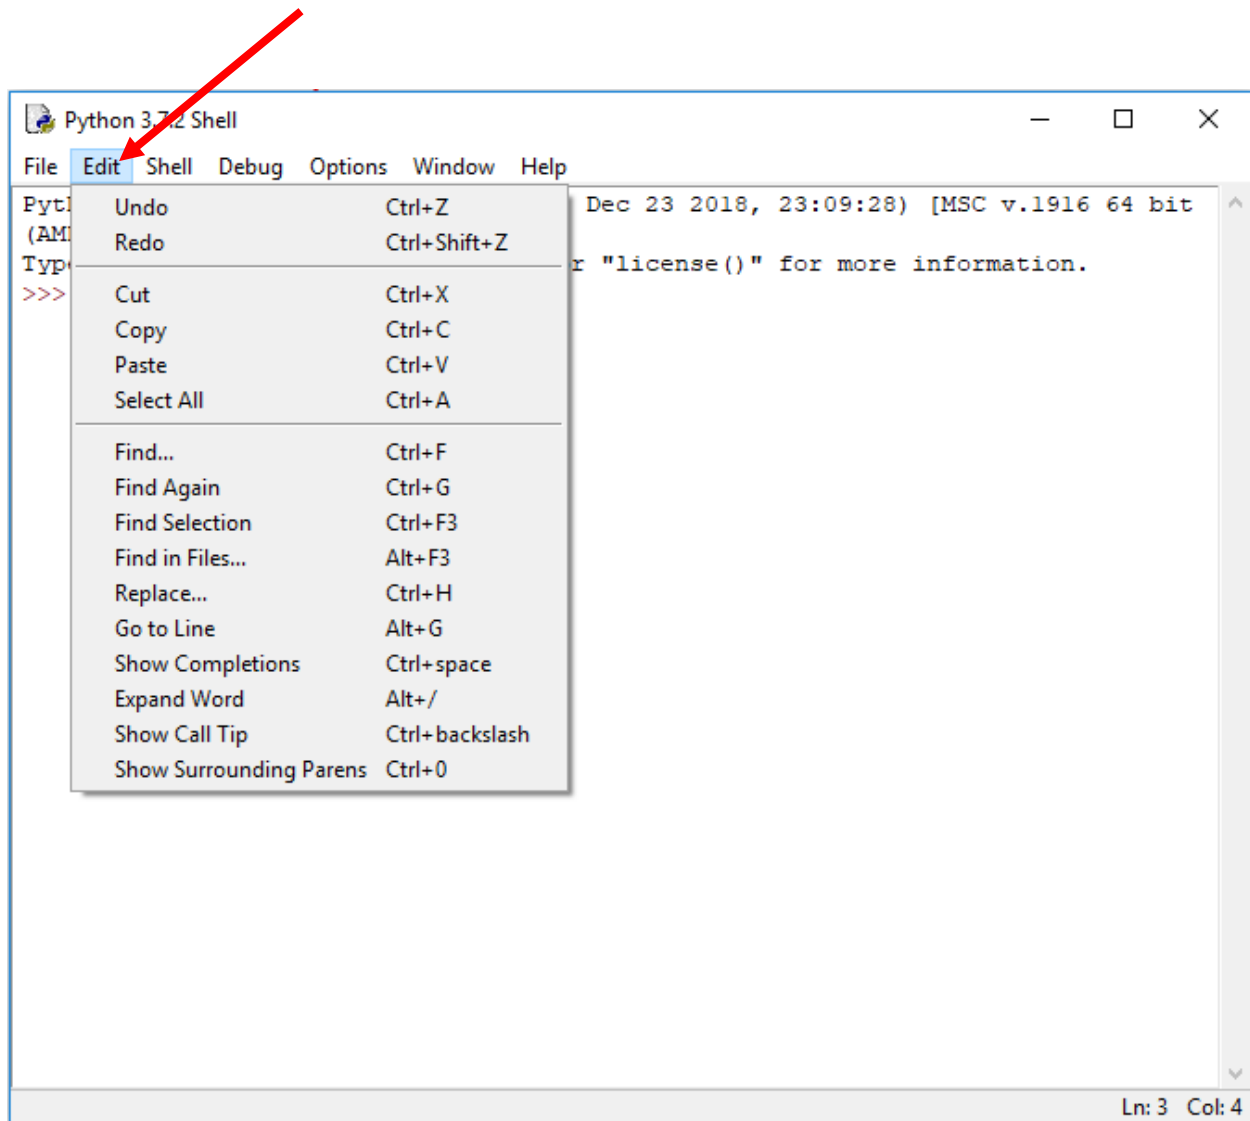 Python 3.7.2 Shell
File Edit Shell Debug Options Window Help
Dec 23 2018, 23:09:28) [MSC v.1916 64 bit
"license()" for more information.
>>>
Undo Ctrl+Z
Redo Ctrl+Shift+Z
Cut Ctrl+X
Copy Ctrl+C
Paste Ctrl+V
Select All Ctrl+A
Find... Ctrl+F
Find Again Ctrl+G
Find Selection Ctrl+F3
Find in Files... Alt+F3
Replace... Ctrl+H
Go to Line Alt+G
Show Completions Ctrl+space
Expand Word Alt+/
Show Call Tip Ctrl+backslash
Show Surrounding Parens Ctrl+0
Ln: 3 Col: 4